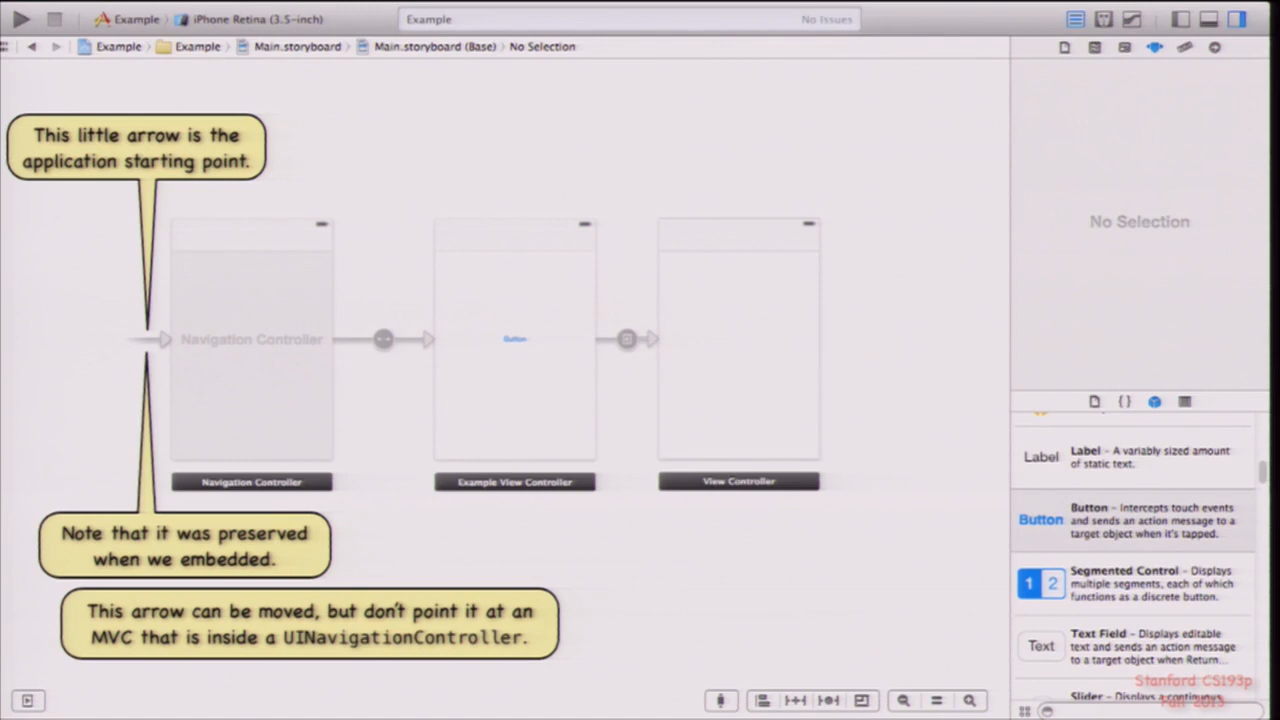 Example
iPhone Retina (3.5-inch)
Example
No Issues
Example
Example
Main.storyboard
Main.storyboard (Base)
No Selection
This little arrow is the
application starting point.
No Selection
Navigation Controller
Button
Navigation Controller
Example View Controller
View Controller
Note that it was preserved
when we embedded.
This arrow can be moved, but don't point it at an
MVC that is inside a UINavigationController.
{ }
Label
Label - A variably sized amount
of static text.
Button
Button - Intercepts touch events
and sends an action message to a
target object when it's tapped.
1 2
Segmented Control - Displays
multiple segments, each of which
functions as a discrete button.
Text
Text Field - Displays editable
text and sends an action message
to a target object when Return...
Slider - Displays a continuous
Stanford CS193p
Fall 2013